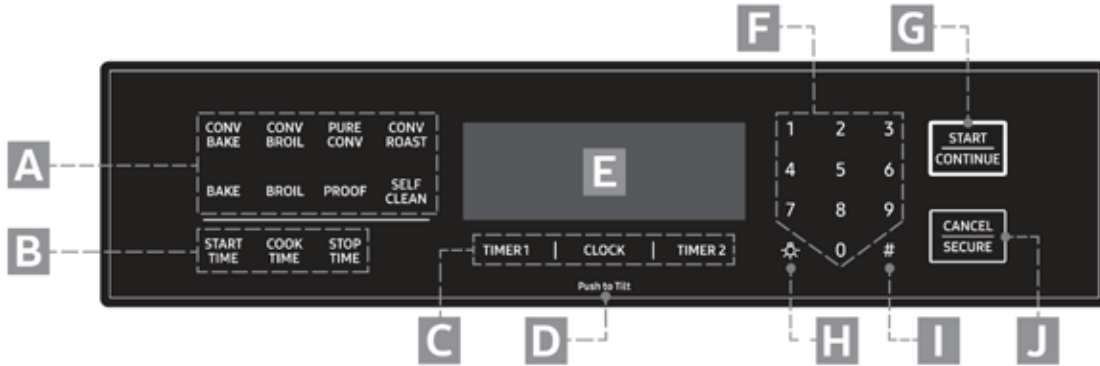 F
G
CONV BAKE
CONV BROIL
PURE CONV
CONV ROAST
1 2 3
START
CONTINUE
A
E
4 5 6
BAKE
BROIL
PROOF
SELF CLEAN
7 8 9
CANCEL
SECURE
B
START TIME
COOK TIME
STOP TIME
TIMER 1 | CLOCK | TIMER 2
0 #
Push to Tilt
C
D
H
I
J